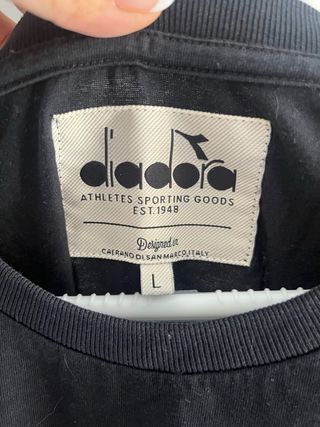 diadora
ATHLETES SPORTING GOODS
EST.1948
Designed in
CAERANO DI SAN MARCO, ITALY
L